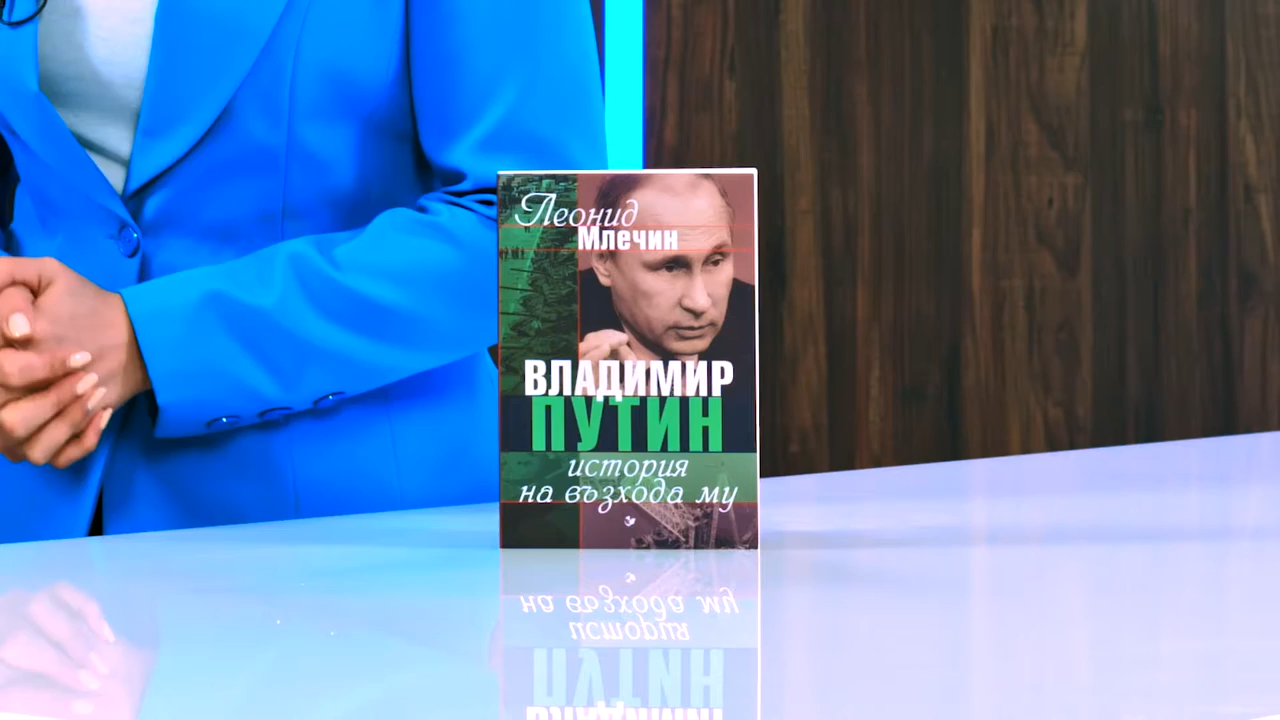 Леонид
Млечин
ВЛАДИМИР
ПУТИН
история
на възхода му